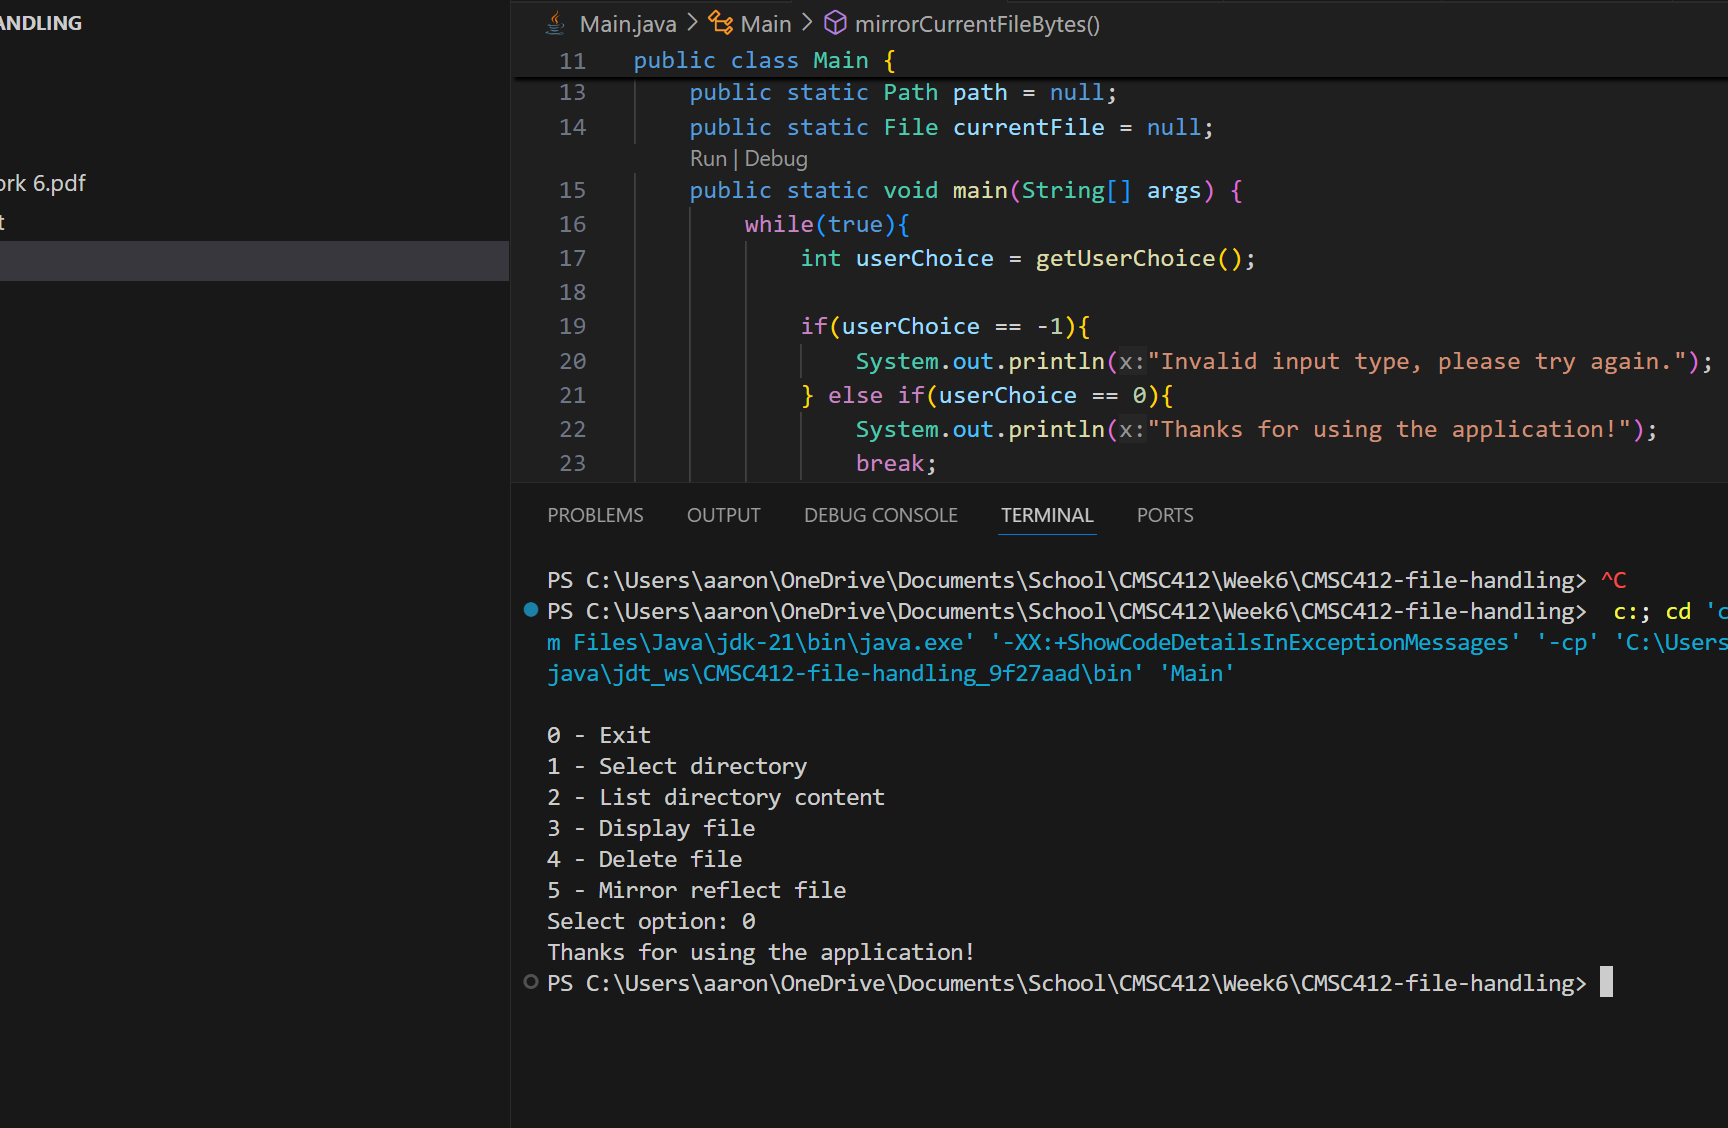 ANDLING
ork 6.pdf
t
Main.java > Main > mirrorCurrentFileBytes()
11 public class Main {
13 public static Path path = null;
14 public static File currentFile = null;
Run | Debug
15 public static void main(String[] args) {
16 while(true){
17 int userChoice = getUserChoice();
18
19 if(userChoice == -1){
20 System.out.println(x:"Invalid input type, please try again.");
21 } else if(userChoice == 0){
22 System.out.println(x:"Thanks for using the application!");
23 break;
PROBLEMS OUTPUT DEBUG CONSOLE TERMINAL PORTS
PS C:\Users\aaron\OneDrive\Documents\School\CMSC412\Week6\CMSC412-file-handling> ^C
PS C:\Users\aaron\OneDrive\Documents\School\CMSC412\Week6\CMSC412-file-handling>  c:; cd 'c
m Files\Java\jdk-21\bin\java.exe' '-XX:+ShowCodeDetailsInExceptionMessages' '-cp' 'C:\Users
java\jdt_ws\CMSC412-file-handling_9f27aad\bin' 'Main'
0 - Exit
1 - Select directory
2 - List directory content
3 - Display file
4 - Delete file
5 - Mirror reflect file
Select option: 0
Thanks for using the application!
PS C:\Users\aaron\OneDrive\Documents\School\CMSC412\Week6\CMSC412-file-handling>